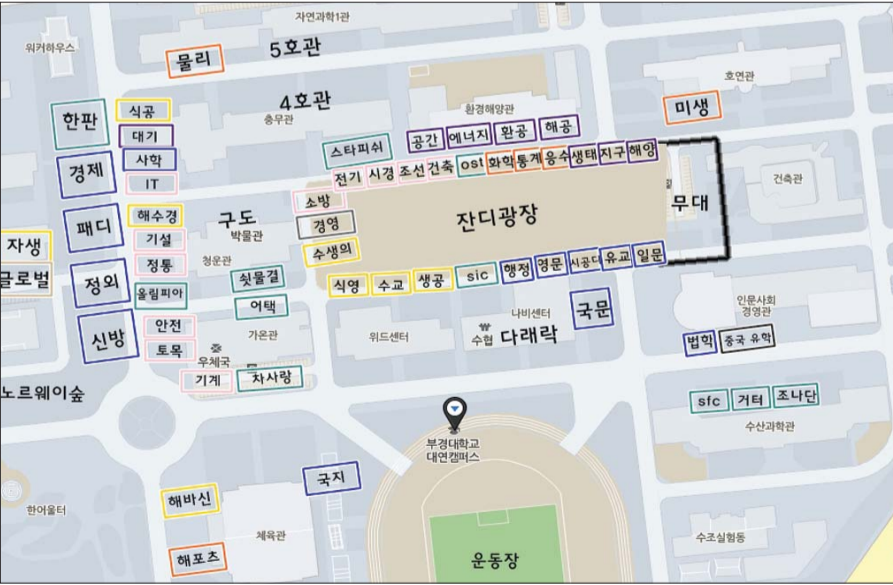 자연과학1관
워커하우스
물리
5호관
호연관
4호관
충무관
환경해양관
미생
한판
식공
대기
사학
IT
경제
스타피쉬
공간
에너지
환공
해공
전기
시경
조선
건축
ost
화학
통계
응수
생태
지구
해양
건축관
무대
소방
경영
수생의
잔디광장
패디
해수경
기설
정통
올림피아
구도
박물관
청운관
자생
글로벌
정외
쇳물결
어택
식영
수교
생공
sic
행정
영문
시공디
유교
일문
신방
안전
토목
가온관
우체국
기계
차사랑
위드센터
나비센터
수협
다래락
국문
인문사회
경영관
법학
중국 유학
노르웨이숲
sfc
거터
조나단
수산과학관
부경대학교
대연캠퍼스
국지
해바신
한어울터
체육관
해포츠
운동장
수조실험동